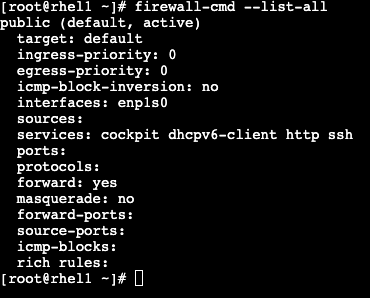 [root@rhel1 ~]# firewall-cmd --list-all
public (default, active)
  target: default
  ingress-priority: 0
  egress-priority: 0
  icmp-block-inversion: no
  interfaces: enp1s0
  sources:
  services: cockpit dhcpv6-client http ssh
  ports:
  protocols:
  forward: yes
  masquerade: no
  forward-ports:
  source-ports:
  icmp-blocks:
  rich rules:
[root@rhel1 ~]#